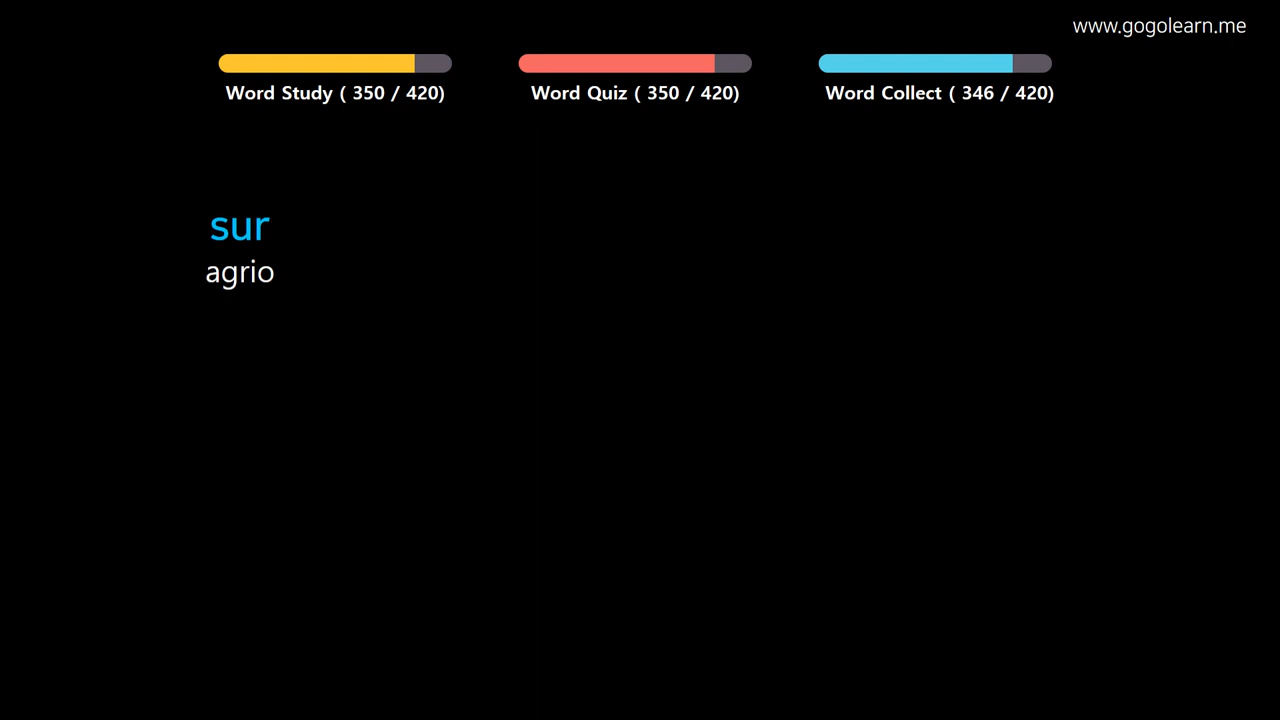 www.gogolearn.me
Word Study ( 350 / 420)
Word Quiz ( 350 / 420)
Word Collect ( 346 / 420)
sur
agrio